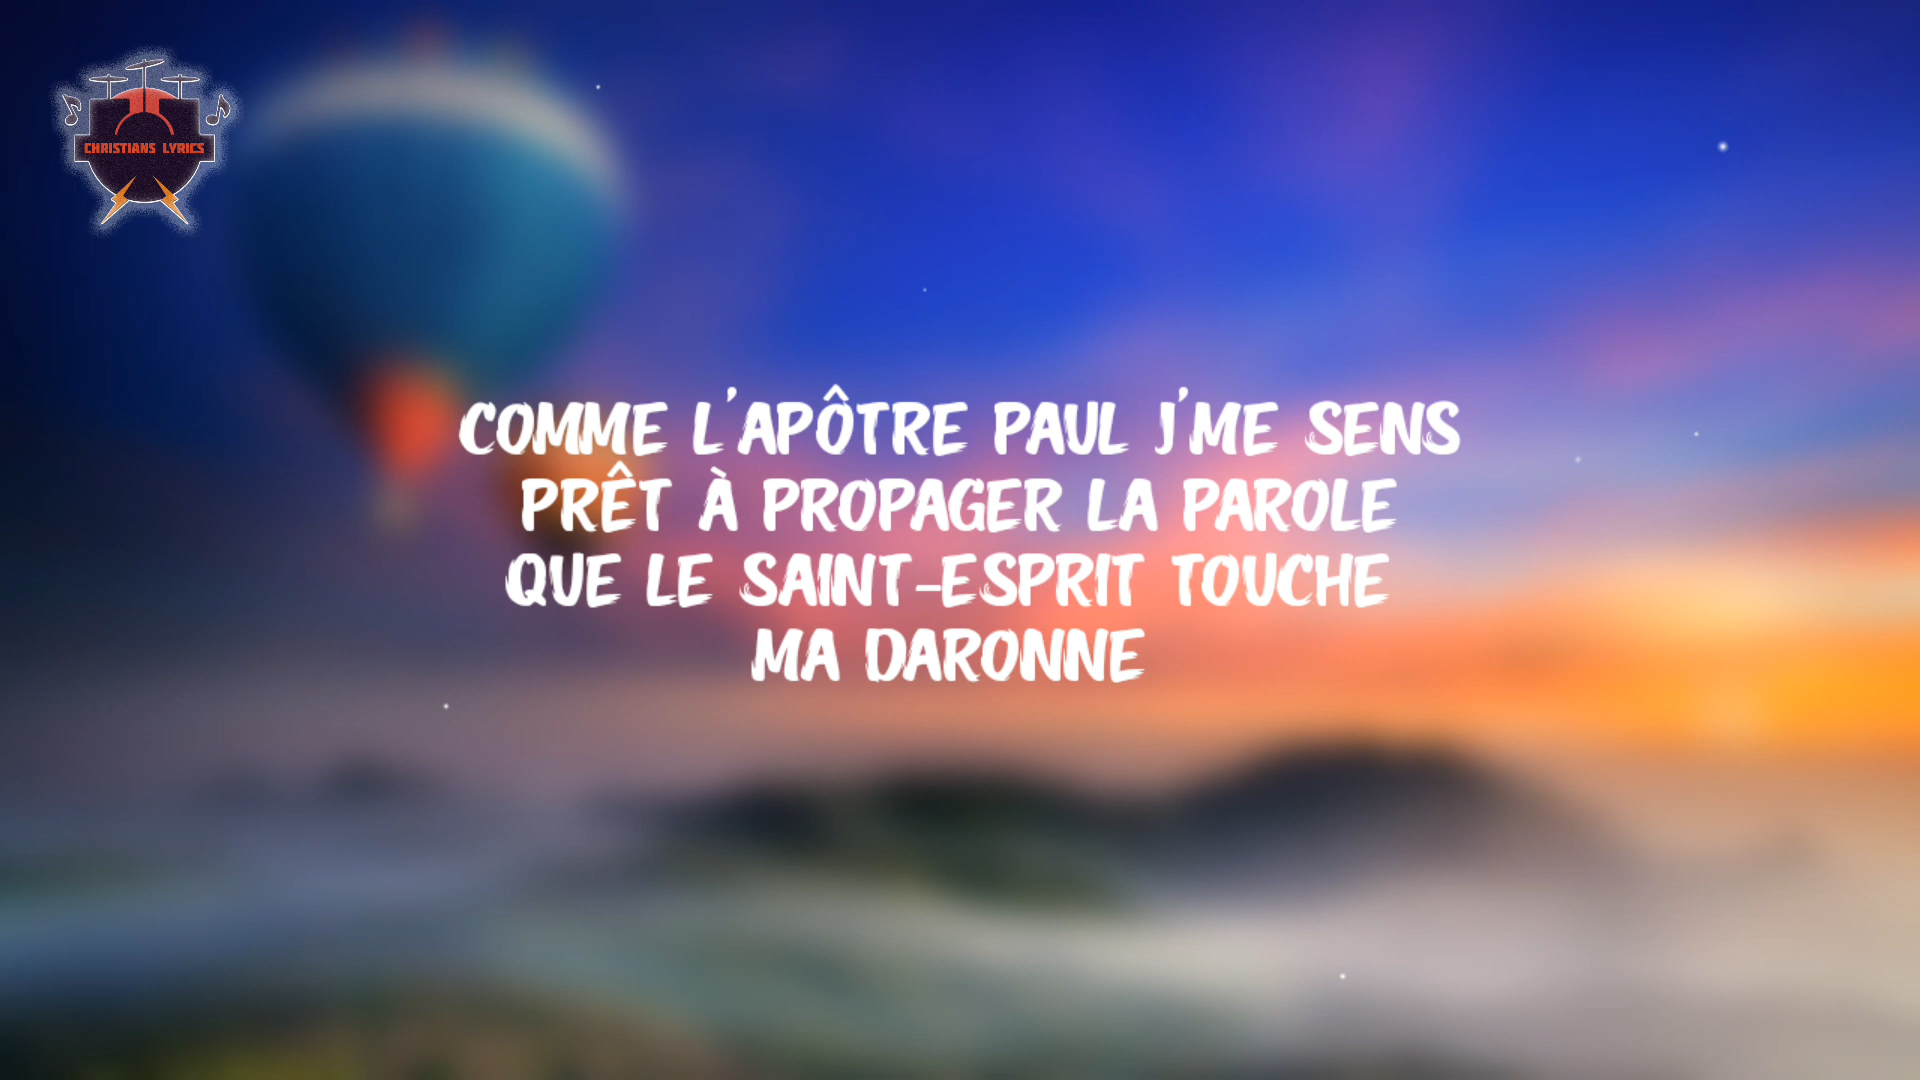 CHRISTIANS LYRICS
COMME L'APÔTRE PAUL J'ME SENS
PRÊT À PROPAGER LA PAROLE
QUE LE SAINT-ESPRIT TOUCHE
MA DARONNE